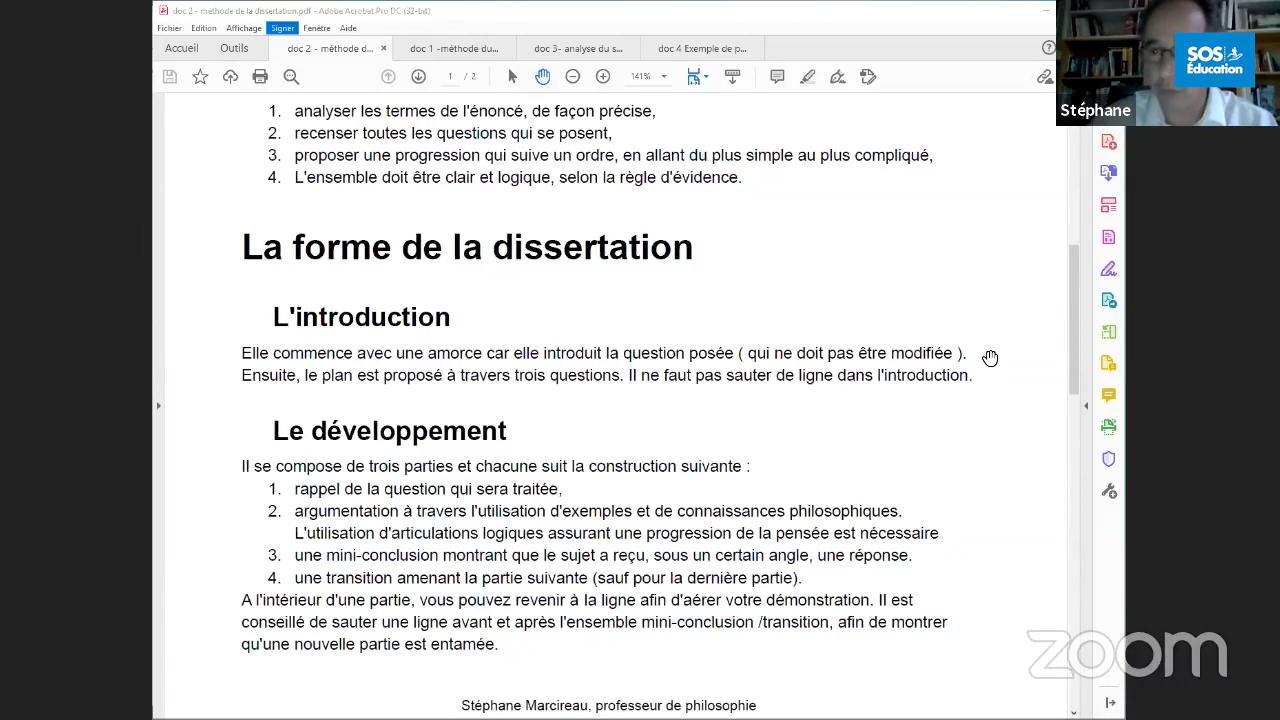 doc 2 - méthode de la dissertation.pdf - Adobe Acrobat Pro DC (32-bit)
Fichier Edition Affichage Signer Fenêtre Aide
Accueil Outils doc 2 - méthode d... × doc 1 -méthode du... doc 3- analyse du s... doc 4 Exemple de p...
1 / 2 141%
SOS Éducation
Stéphane
1. analyser les termes de l'énoncé, de façon précise,
2. recenser toutes les questions qui se posent,
3. proposer une progression qui suive un ordre, en allant du plus simple au plus compliqué,
4. L'ensemble doit être clair et logique, selon la règle d'évidence.
La forme de la dissertation
L'introduction
Elle commence avec une amorce car elle introduit la question posée ( qui ne doit pas être modifiée ).
Ensuite, le plan est proposé à travers trois questions. Il ne faut pas sauter de ligne dans l'introduction.
Le développement
Il se compose de trois parties et chacune suit la construction suivante :
1. rappel de la question qui sera traitée,
2. argumentation à travers l'utilisation d'exemples et de connaissances philosophiques.
L'utilisation d'articulations logiques assurant une progression de la pensée est nécessaire
3. une mini-conclusion montrant que le sujet a reçu, sous un certain angle, une réponse.
4. une transition amenant la partie suivante (sauf pour la dernière partie).
A l'intérieur d'une partie, vous pouvez revenir à la ligne afin d'aérer votre démonstration. Il est
conseillé de sauter une ligne avant et après l'ensemble mini-conclusion /transition, afin de montrer
qu'une nouvelle partie est entamée.
Stéphane Marcireau, professeur de philosophie
zoom